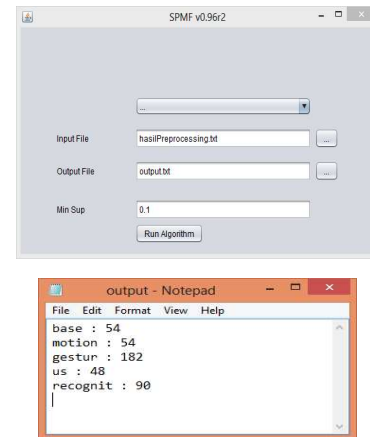 SPMF v0.96r2
...
Input File hasilPreprocessing.txt ...
Output File output.txt ...
Min Sup 0.1
Run Algorithm
output - Notepad
File Edit Format View Help
base : 54
motion : 54
gestur : 182
us : 48
recognit : 90